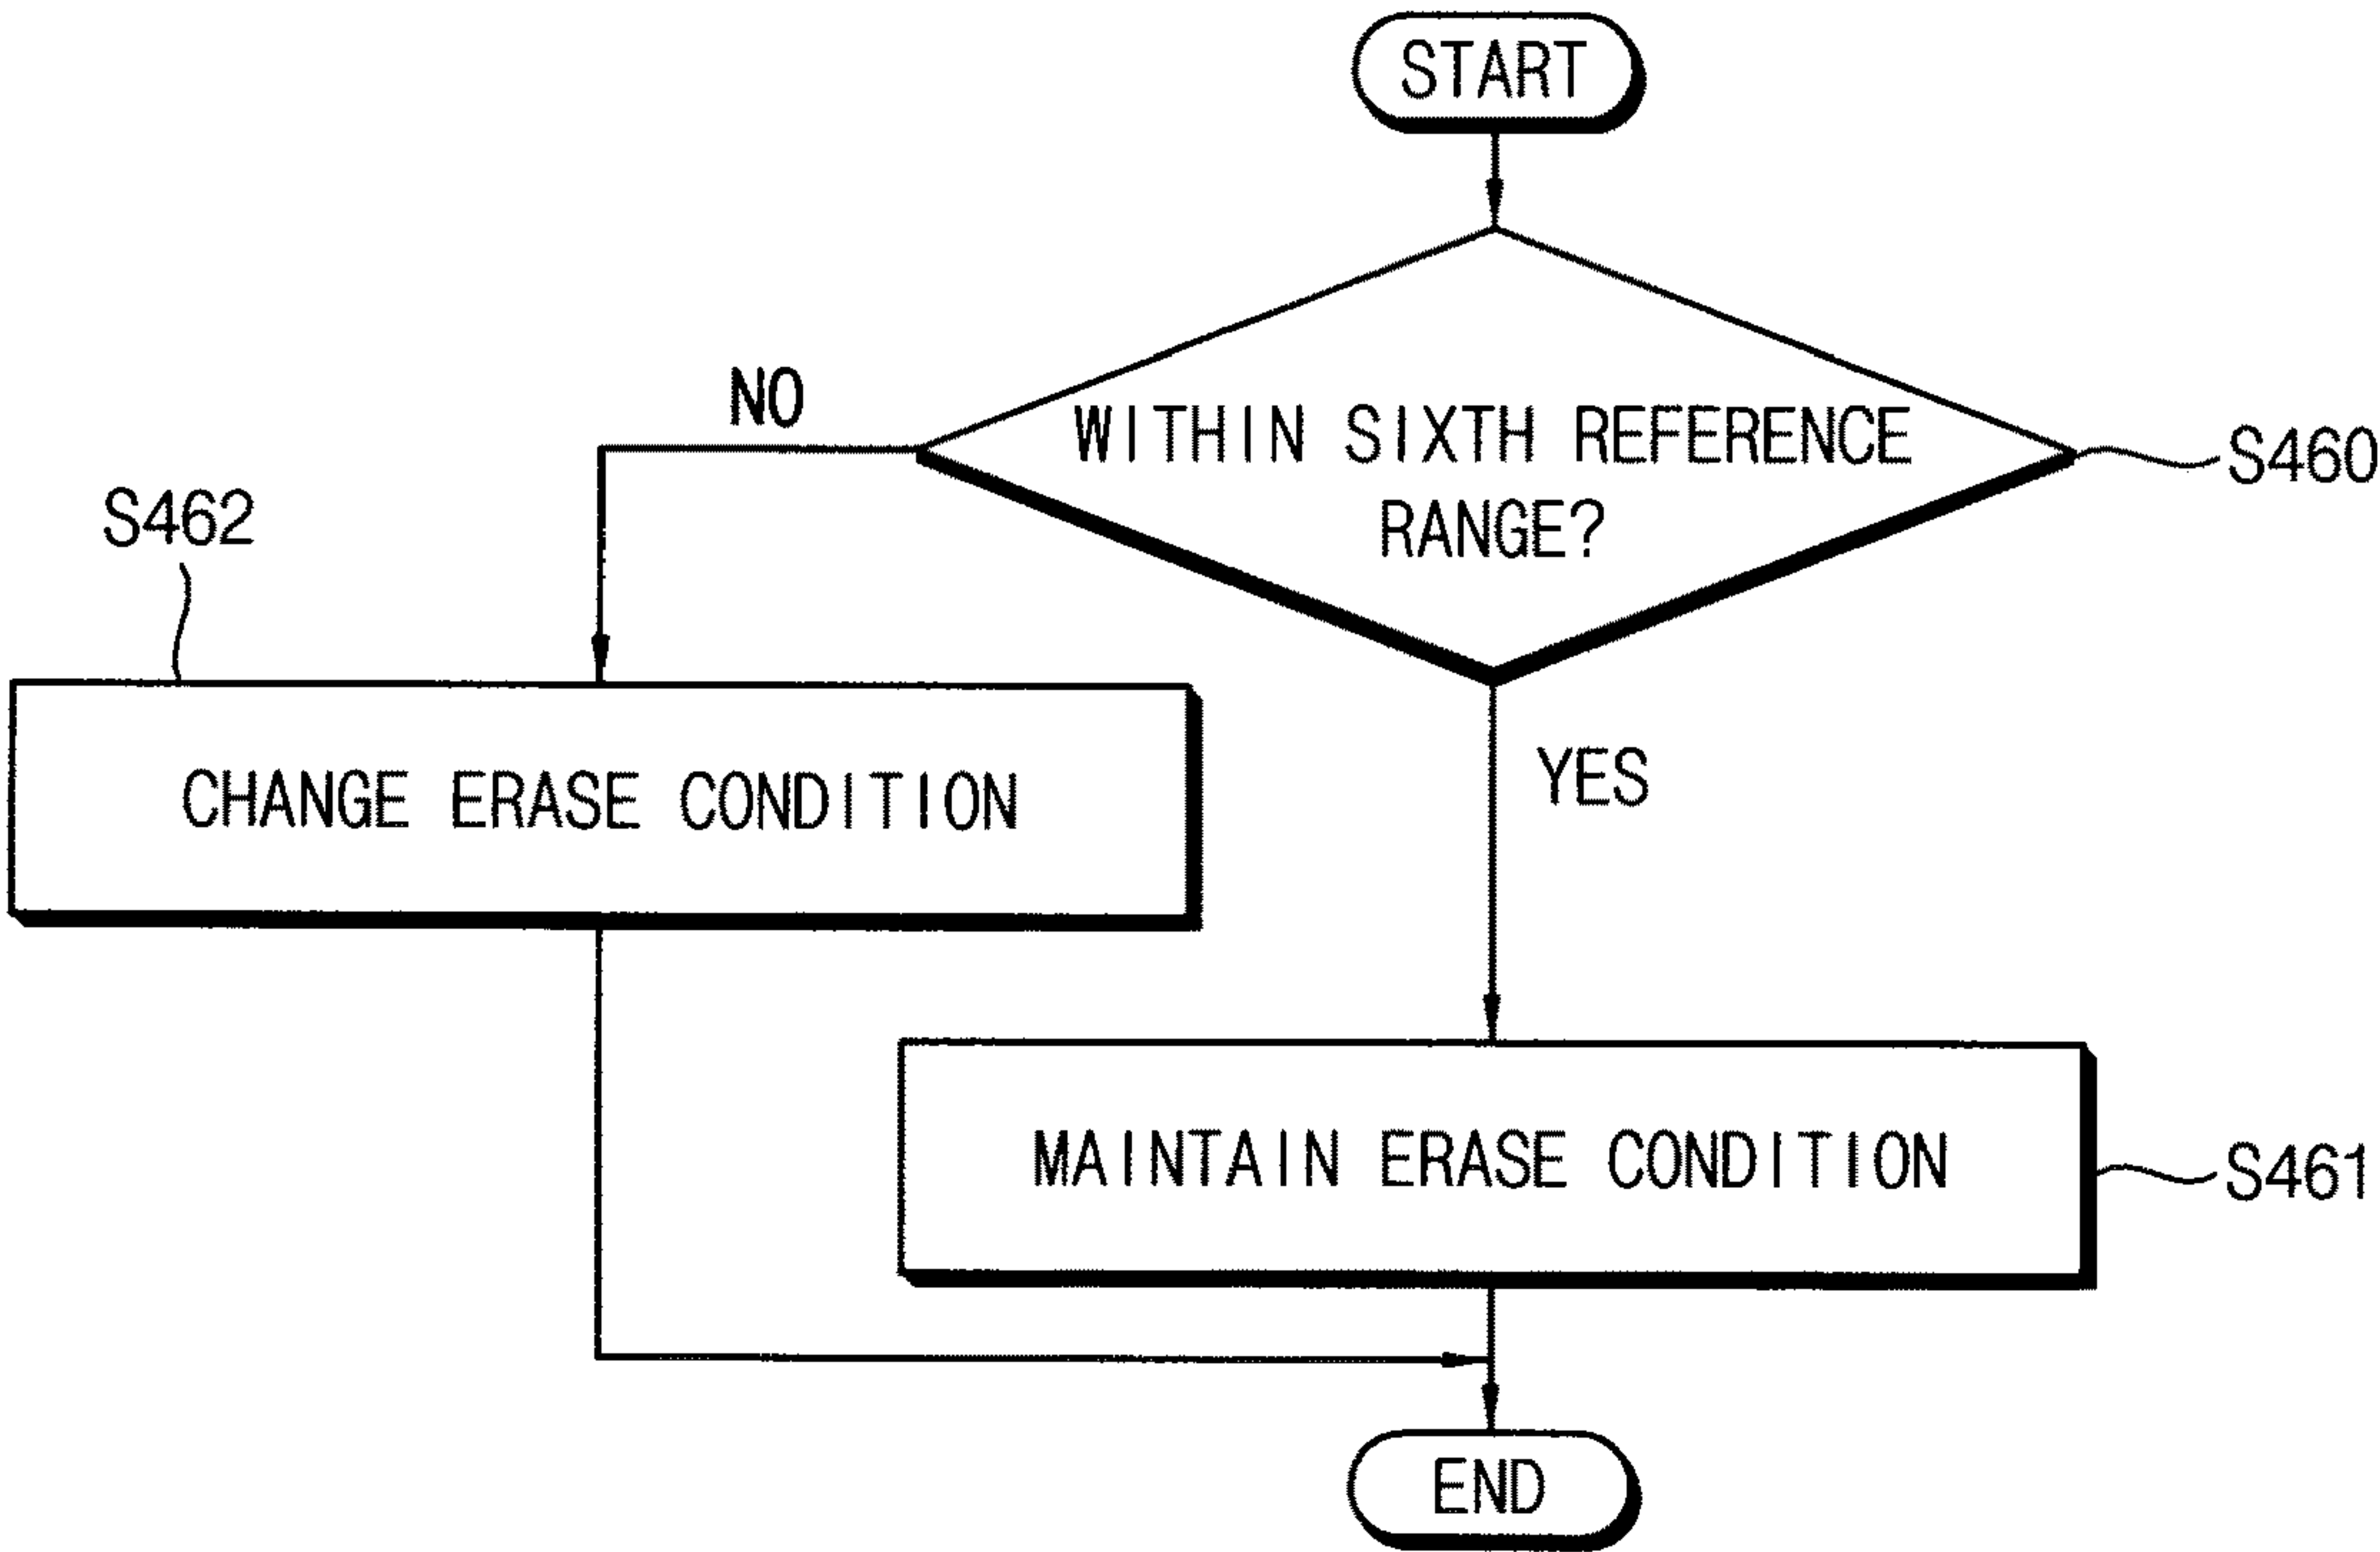 START
NO
WITHIN SIXTH REFERENCE
RANGE?
S460
S462
CHANGE ERASE CONDITION
YES
MAINTAIN ERASE CONDITION
S461
END